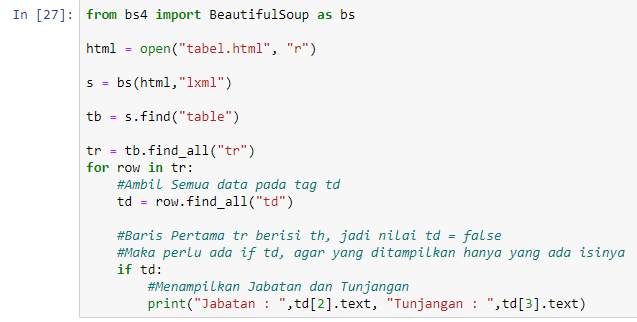 In [27]: from bs4 import BeautifulSoup as bs
html = open("tabel.html", "r")
s = bs(html,"lxml")
tb = s.find("table")
tr = tb.find_all("tr")
for row in tr:
    #Ambil Semua data pada tag td
    td = row.find_all("td")
    #Baris Pertama tr berisi th, jadi nilai td = false
    #Maka perlu ada if td, agar yang ditampilkan hanya yang ada isinya
    if td:
        #Menampilkan Jabatan dan Tunjangan
        print("Jabatan : ",td[2].text, "Tunjangan : ",td[3].text)